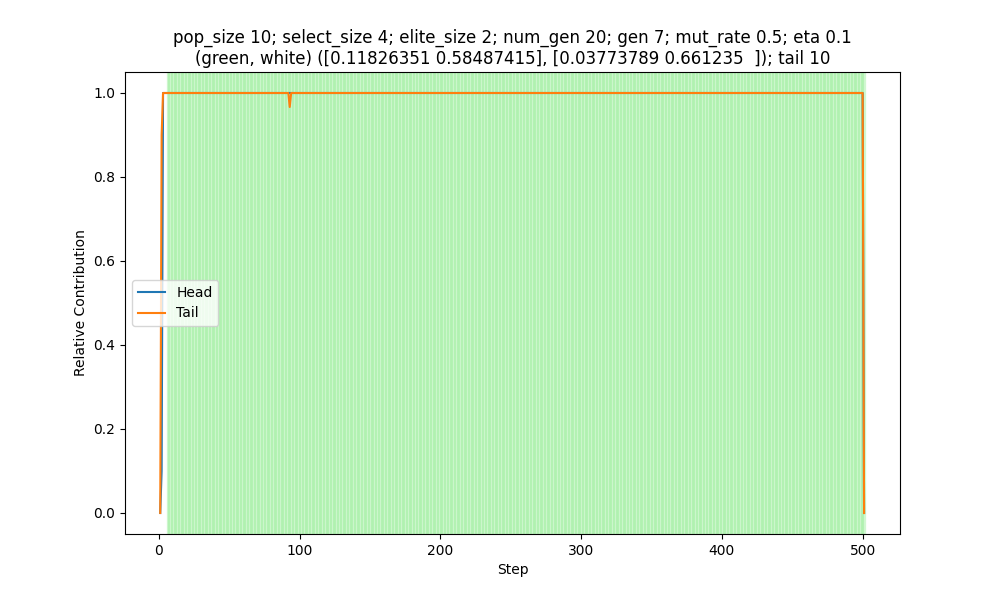 pop_size 10; select_size 4; elite_size 2; num_gen 20; gen 7; mut_rate 0.5; eta 0.1
(green, white) ([0.11826351 0.58487415], [0.03773789 0.661235  ]); tail 10
1.0
0.8
0.6
0.4
0.2
0.0
Relative Contribution
Head
Tail
0
100
200
300
400
500
Step